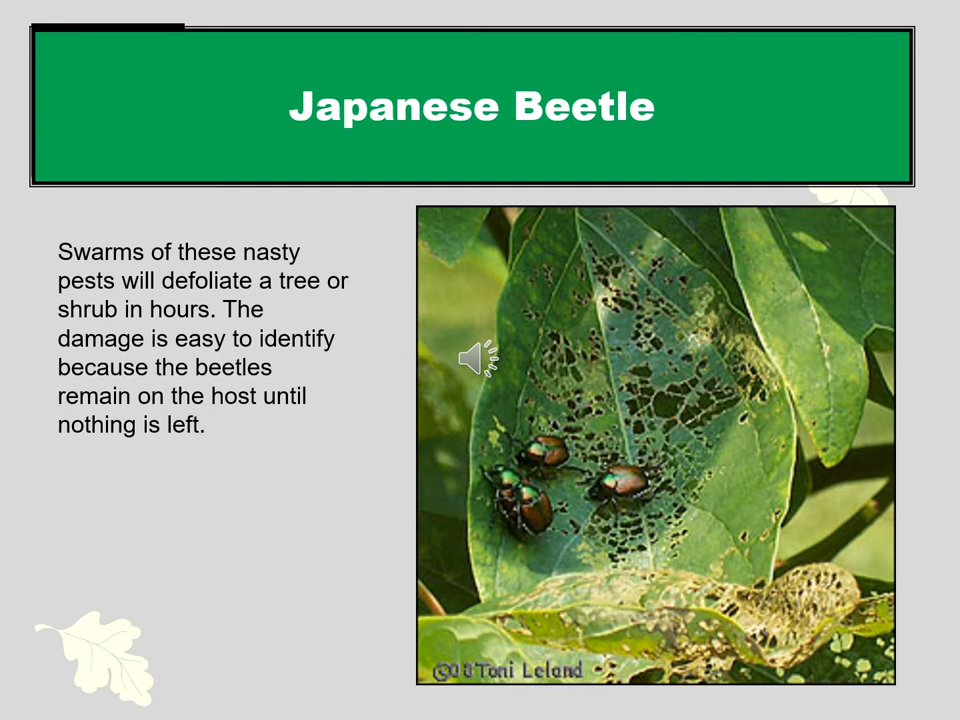 Japanese Beetle
Swarms of these nasty
pests will defoliate a tree or
shrub in hours. The
damage is easy to identify
because the beetles
remain on the host until
nothing is left.
Toni Leland